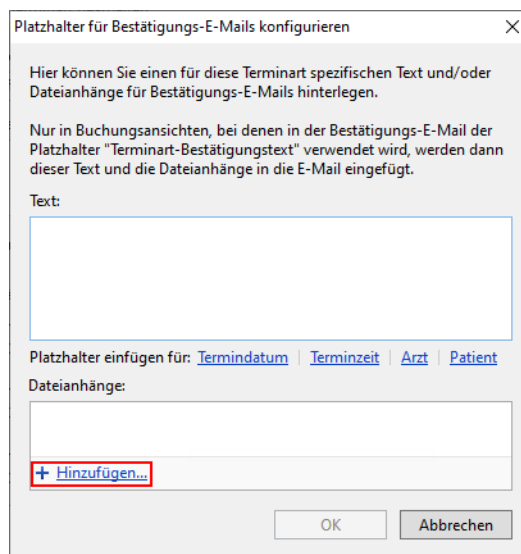 Platzhalter für Bestätigungs-E-Mails konfigurieren
Hier können Sie einen für diese Terminart spezifischen Text und/oder
Dateianhänge für Bestätigungs-E-Mails hinterlegen.
Nur in Buchungsansichten, bei denen in der Bestätigungs-E-Mail der
Platzhalter "Terminart-Bestätigungstext" verwendet wird, werden dann
dieser Text und die Dateianhänge in die E-Mail eingefügt.
Text:
Platzhalter einfügen für: Termindatum | Terminzeit | Arzt | Patient
Dateianhänge:
+ Hinzufügen...
OK Abbrechen